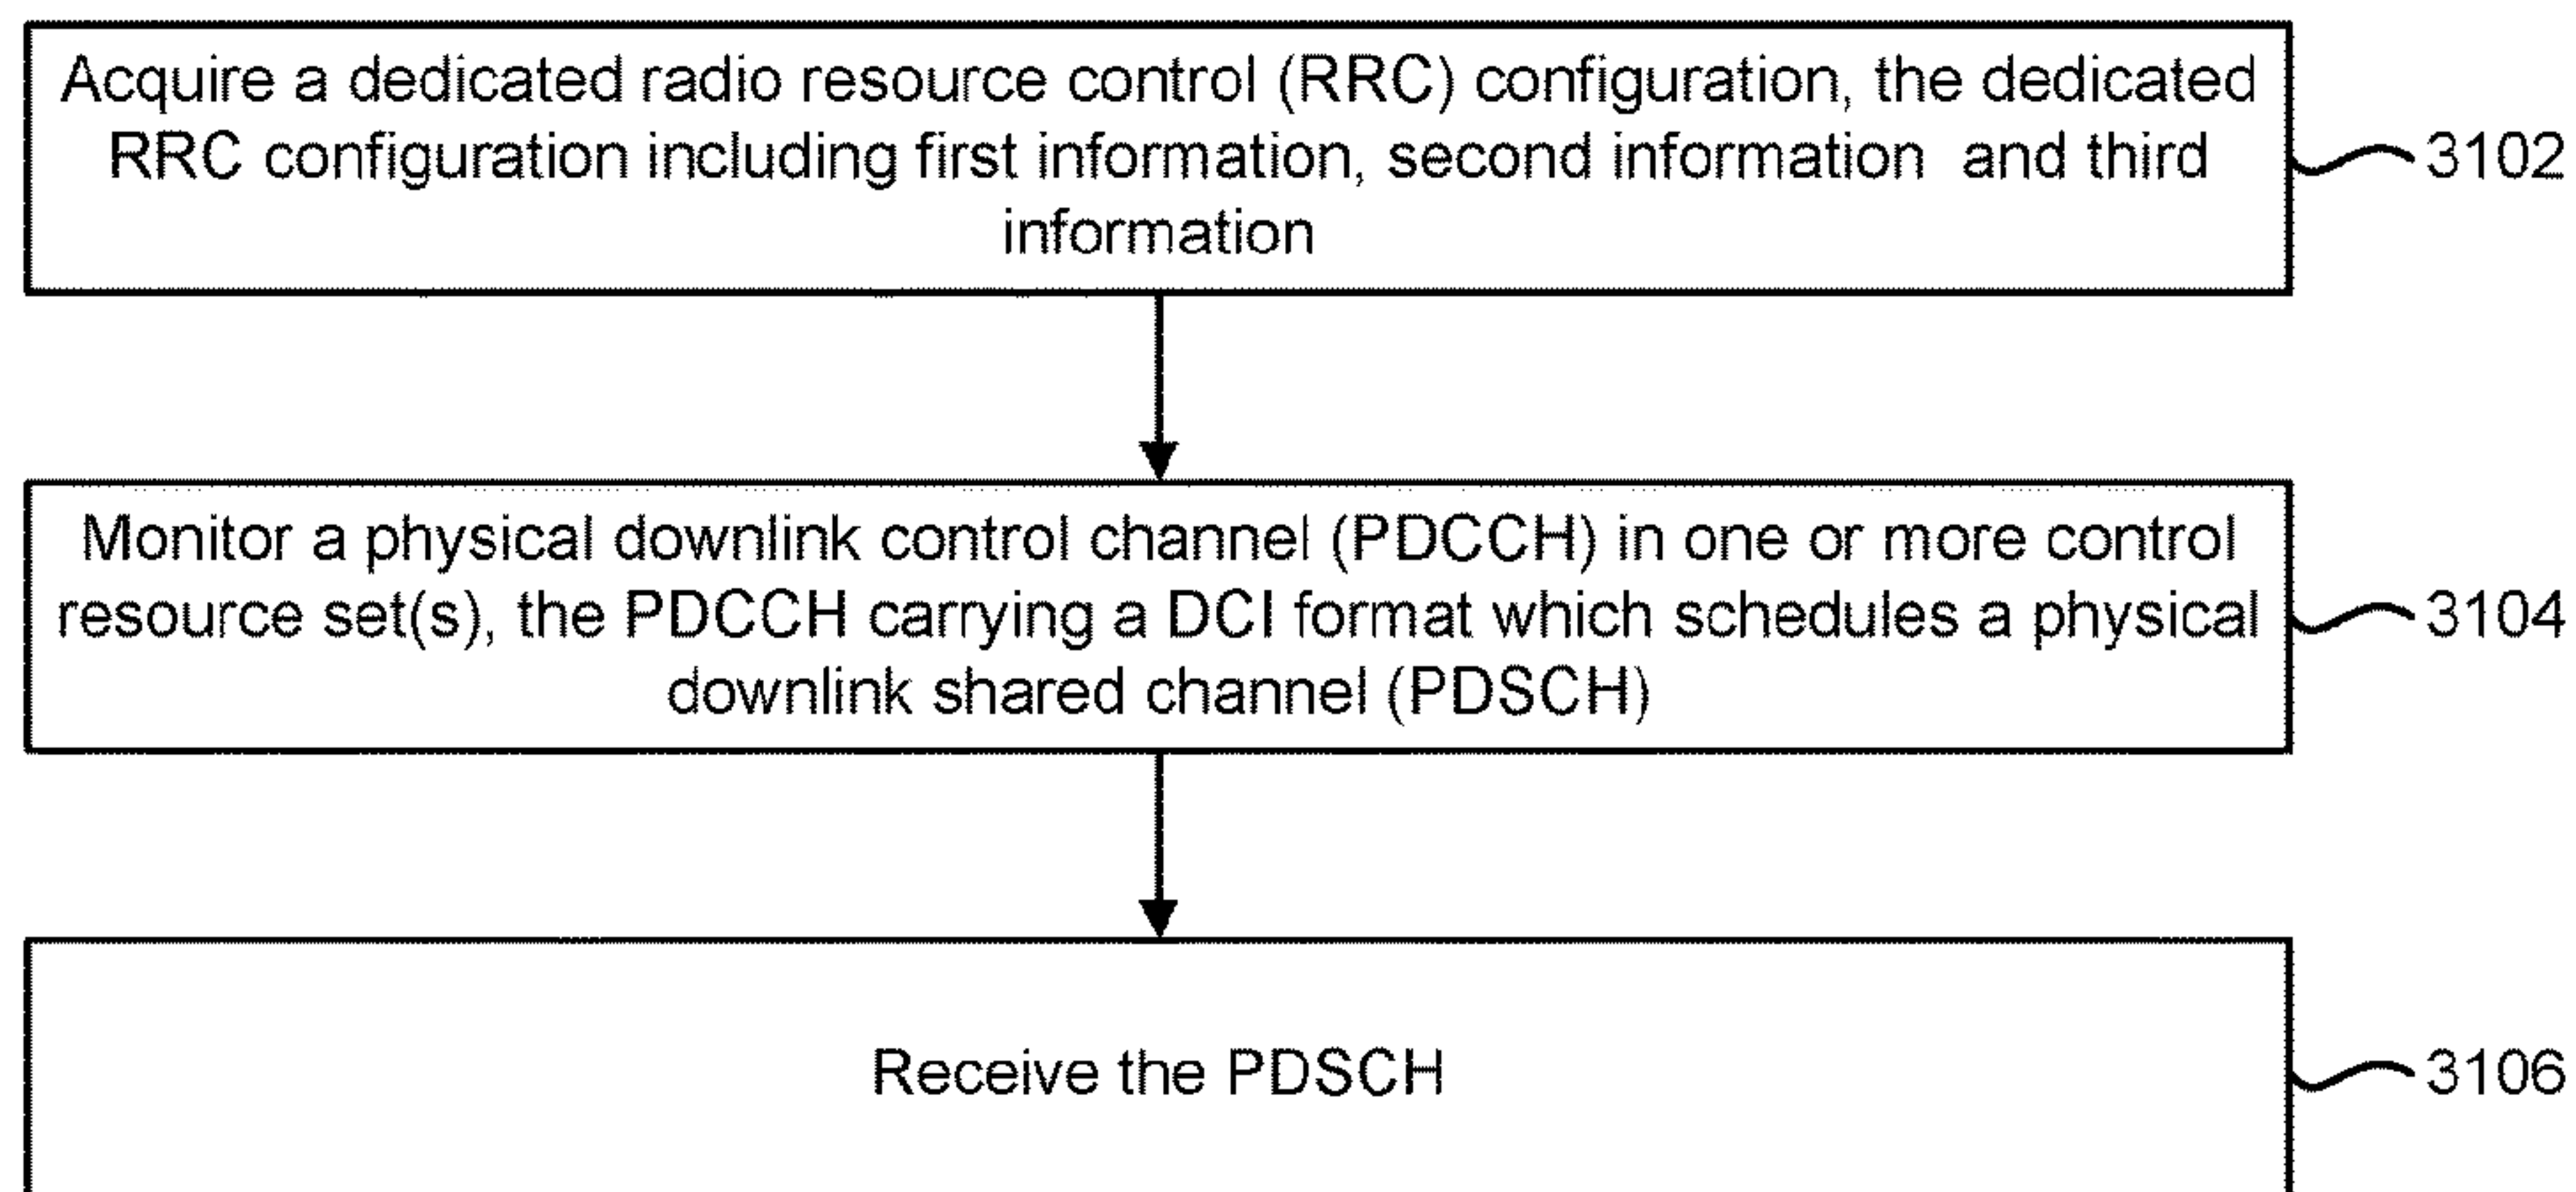 Acquire a dedicated radio resource control (RRC) configuration, the dedicated
RRC configuration including first information, second information and third
information
3102
Monitor a physical downlink control channel (PDCCH) in one or more control
resource set(s), the PDCCH carrying a DCI format which schedules a physical
downlink shared channel (PDSCH)
3104
Receive the PDSCH
3106